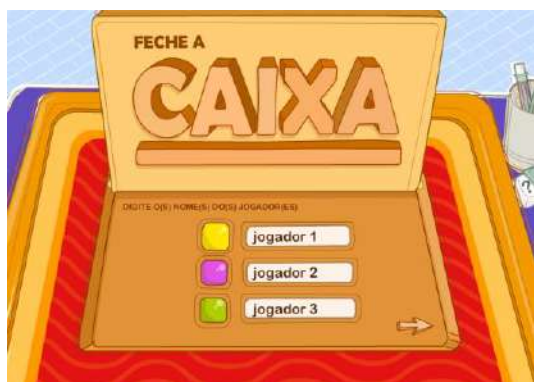 FECHE A
CAIXA
DIGITE O(S) NOME(S) DO(S) JOGADOR(ES)
jogador 1
jogador 2
jogador 3
?